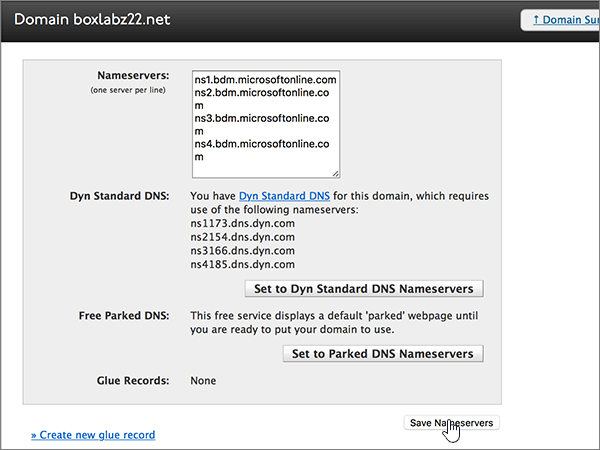 Domain boxlabz22.net
↑ Domain Sur
Nameservers:
(one server per line)
ns1.bdm.microsoftonline.com
ns2.bdm.microsoftonline.co
m
ns3.bdm.microsoftonline.co
m
ns4.bdm.microsoftonline.co
m
Dyn Standard DNS:
You have Dyn Standard DNS for this domain, which requires
use of the following nameservers:
ns1173.dns.dyn.com
ns2154.dns.dyn.com
ns3166.dns.dyn.com
ns4185.dns.dyn.com
Set to Dyn Standard DNS Nameservers
Free Parked DNS:
This free service displays a default 'parked' webpage until
you are ready to put your domain to use.
Set to Parked DNS Nameservers
Glue Records:
None
Save Nameservers
» Create new glue record